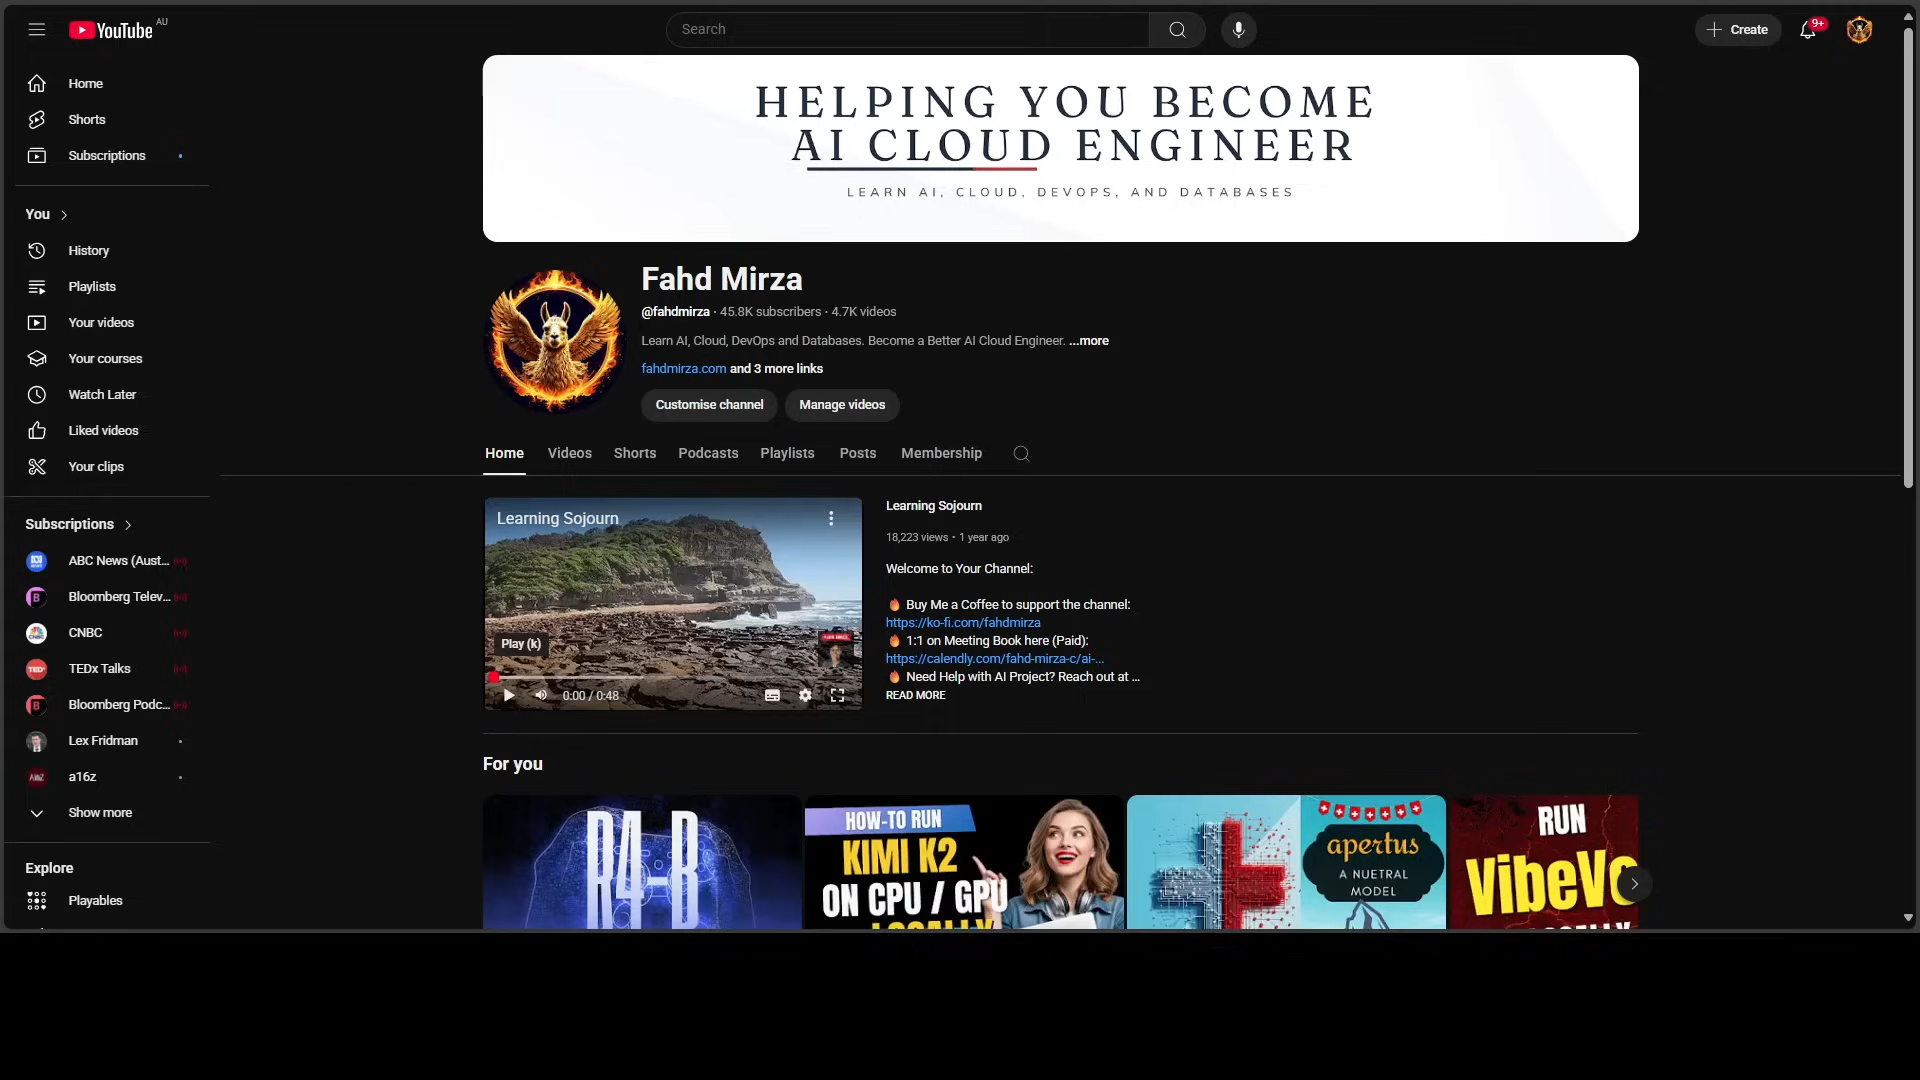 YouTube AU
Search
Create
9+
Home
Shorts
Subscriptions
You
History
Playlists
Your videos
Your courses
Watch Later
Liked videos
Your clips
Subscriptions
ABC News (Aust...
Bloomberg Telev...
CNBC
TEDx Talks
Bloomberg Podc...
Lex Fridman
a16z
Show more
Explore
Playables
HELPING YOU BECOME
AI CLOUD ENGINEER
LEARN AI, CLOUD, DEVOPS, AND DATABASES
Fahd Mirza
@fahdmirza · 45.8K subscribers · 4.7K videos
Learn AI, Cloud, DevOps and Databases. Become a Better AI Cloud Engineer. ...more
fahdmirza.com and 3 more links
Customise channel
Manage videos
Home Videos Shorts Podcasts Playlists Posts Membership
Learning Sojourn
Play (k)
0:00 / 0:48
Learning Sojourn
18,223 views • 1 year ago
Welcome to Your Channel:
🔥 Buy Me a Coffee to support the channel:
https://ko-fi.com/fahdmirza
🔥 1:1 on Meeting Book here (Paid):
https://calendly.com/fahd-mirza-c/ai-...
🔥 Need Help with AI Project? Reach out at ...
READ MORE
For you
R4-B
HOW-TO RUN
KIMI K2
ON CPU / GPU
LOCALLY
apertus
A NUETRAL
MODEL
RUN
VibeVo